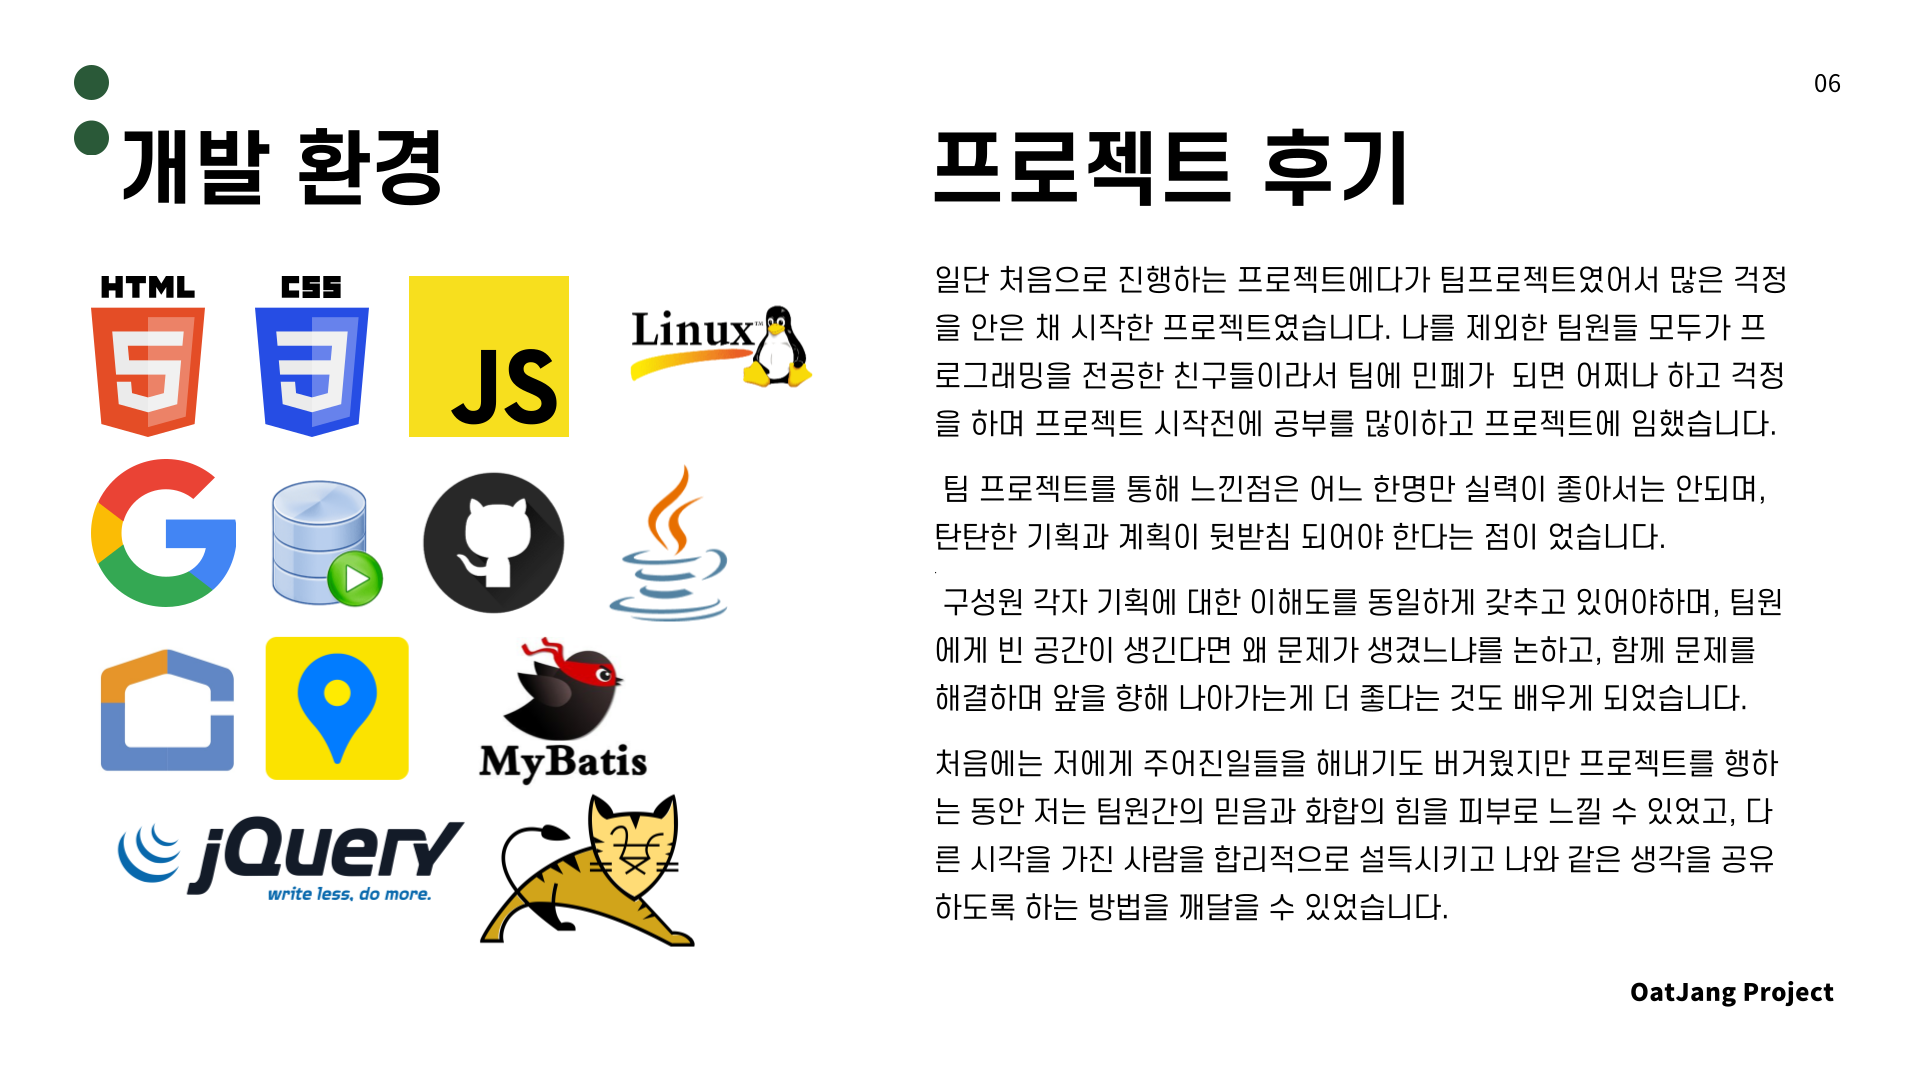 06
개발 환경
HTML
CSS
JS
Linux™
MyBatis
jQuery
write less, do more.
프로젝트 후기
일단 처음으로 진행하는 프로젝트에다가 팀프로젝트였어서 많은 걱정
을 안은 채 시작한 프로젝트였습니다. 나를 제외한 팀원들 모두가 프
로그래밍을 전공한 친구들이라서 팀에 민폐가  되면 어쩌나 하고 걱정
을 하며 프로젝트 시작전에 공부를 많이하고 프로젝트에 임했습니다.
팀 프로젝트를 통해 느낀점은 어느 한명만 실력이 좋아서는 안되며,
탄탄한 기획과 계획이 뒷받침 되어야 한다는 점이 었습니다.
.
구성원 각자 기획에 대한 이해도를 동일하게 갖추고 있어야하며, 팀원
에게 빈 공간이 생긴다면 왜 문제가 생겼느냐를 논하고, 함께 문제를
해결하며 앞을 향해 나아가는게 더 좋다는 것도 배우게 되었습니다.
처음에는 저에게 주어진일들을 해내기도 버거웠지만 프로젝트를 행하
는 동안 저는 팀원간의 믿음과 화합의 힘을 피부로 느낄 수 있었고, 다
른 시각을 가진 사람을 합리적으로 설득시키고 나와 같은 생각을 공유
하도록 하는 방법을 깨달을 수 있었습니다.
OatJang Project